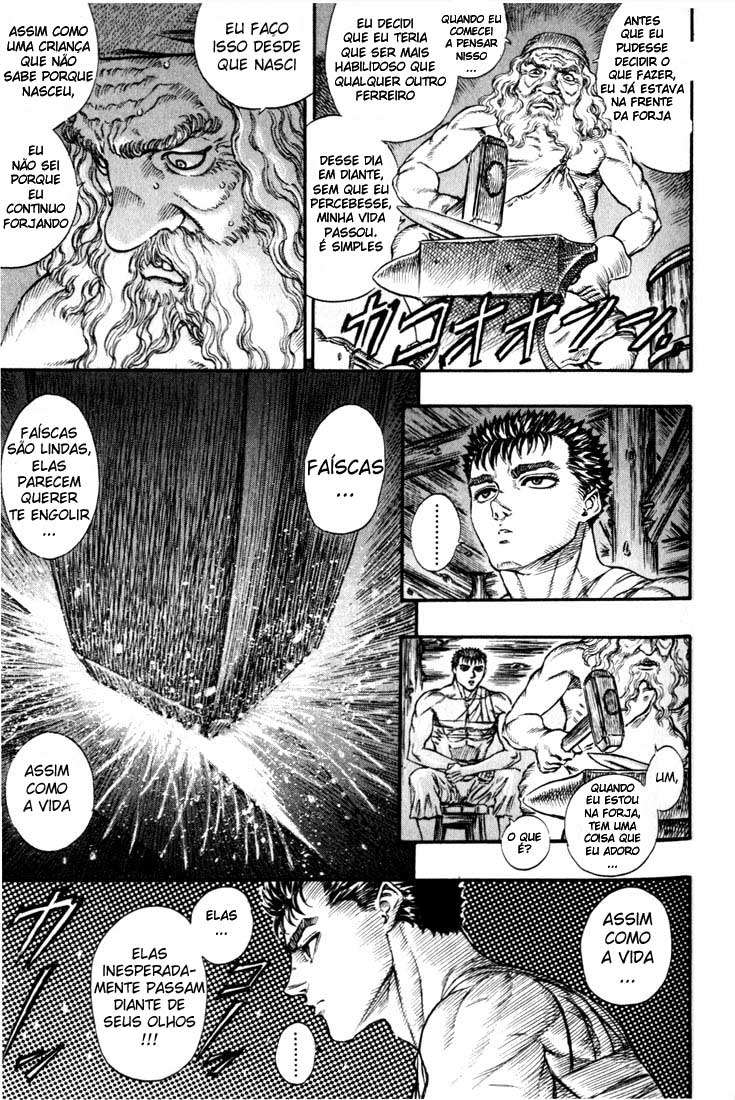 ANTES
QUE EU
PUDESSE
DECIDIR
O QUE FAZER,
EU JÁ ESTAVA
NA FRENTE
DA FORJA
QUANDO EU
COMECEI
A PENSAR
NISSO
...
EU DECIDI
QUE EU TERIA
QUE SER MAIS
HABILIDOSO QUE
QUALQUER OUTRO
FERREIRO
DESSE DIA
EM DIANTE,
SEM QUE EU
PERCEBESSE,
MINHA VIDA
PASSOU.
É SIMPLES
ガコオオオンン
EU FAÇO
ISSO DESDE
QUE NASCI
ASSIM COMO
UMA CRIANÇA
QUE NÃO
SABE PORQUE
NASCEU,
EU
NÃO SEI
PORQUE
EU
CONTINUO
FORJANDO
.........
UM,
QUANDO
EU ESTOU
NA FORJA,
TEM UMA
COISA QUE
EU ADORO
...
O QUE
É?
FAÍSCAS
...
FAÍSCAS
SÃO LINDAS,
ELAS
PARECEM
QUERER
TE ENGOLIR
...
ASSIM
COMO
A VIDA
ASSIM
COMO
A VIDA
...
ELAS
...
ELAS
INESPERADA-
MENTE PASSAM
DIANTE DE
SEUS OLHOS
!!!
.........